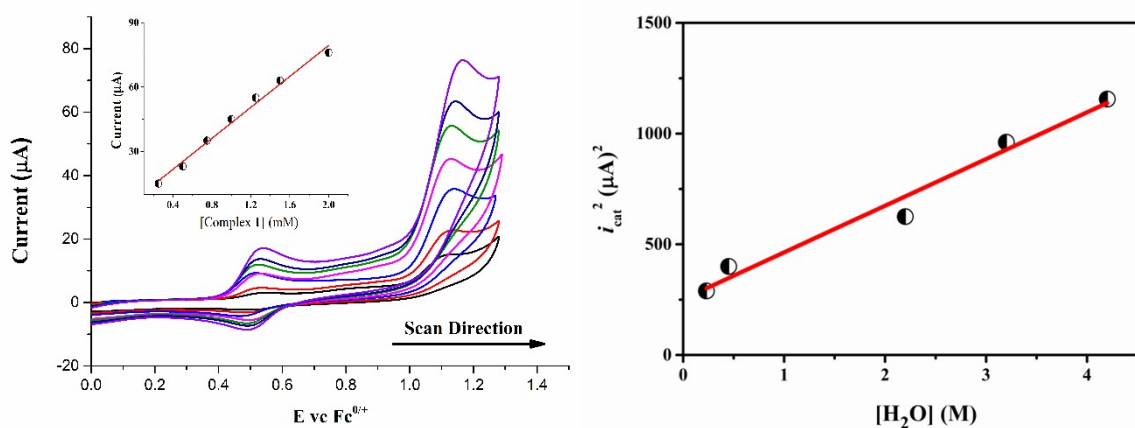 80
60
40
20
0
-20
Current (μA)
0.0 0.2 0.4 0.6 0.8 1.0 1.2 1.4
E vc Fc0/+
Scan Direction
90
60
30
Current (μA)
0.4 0.8 1.2 1.6 2.0
[Complex 1] (mM)
1500
1000
500
0
icat2 (μA)2
0 1 2 3 4
[H2O] (M)